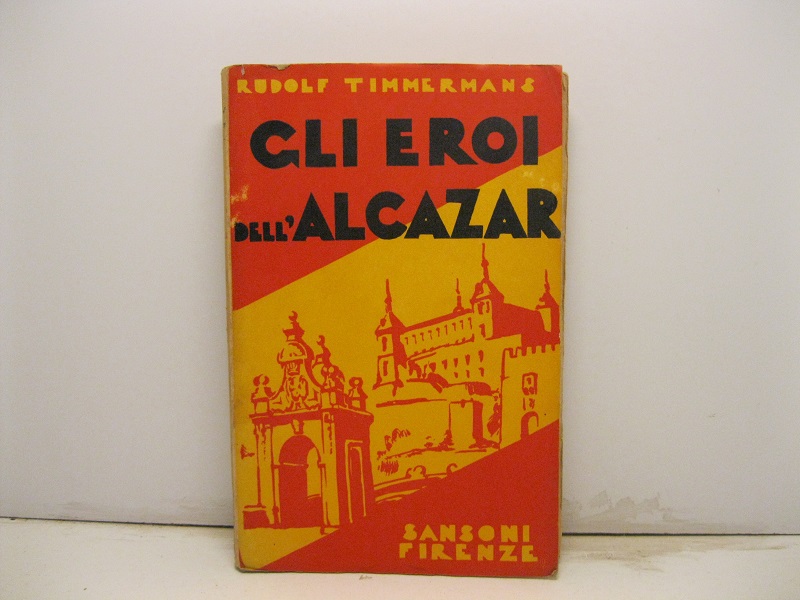 RUDOLF TIMMERMANS
GLI EROI
DELL'ALCAZAR
SANSONI
FIRENZE